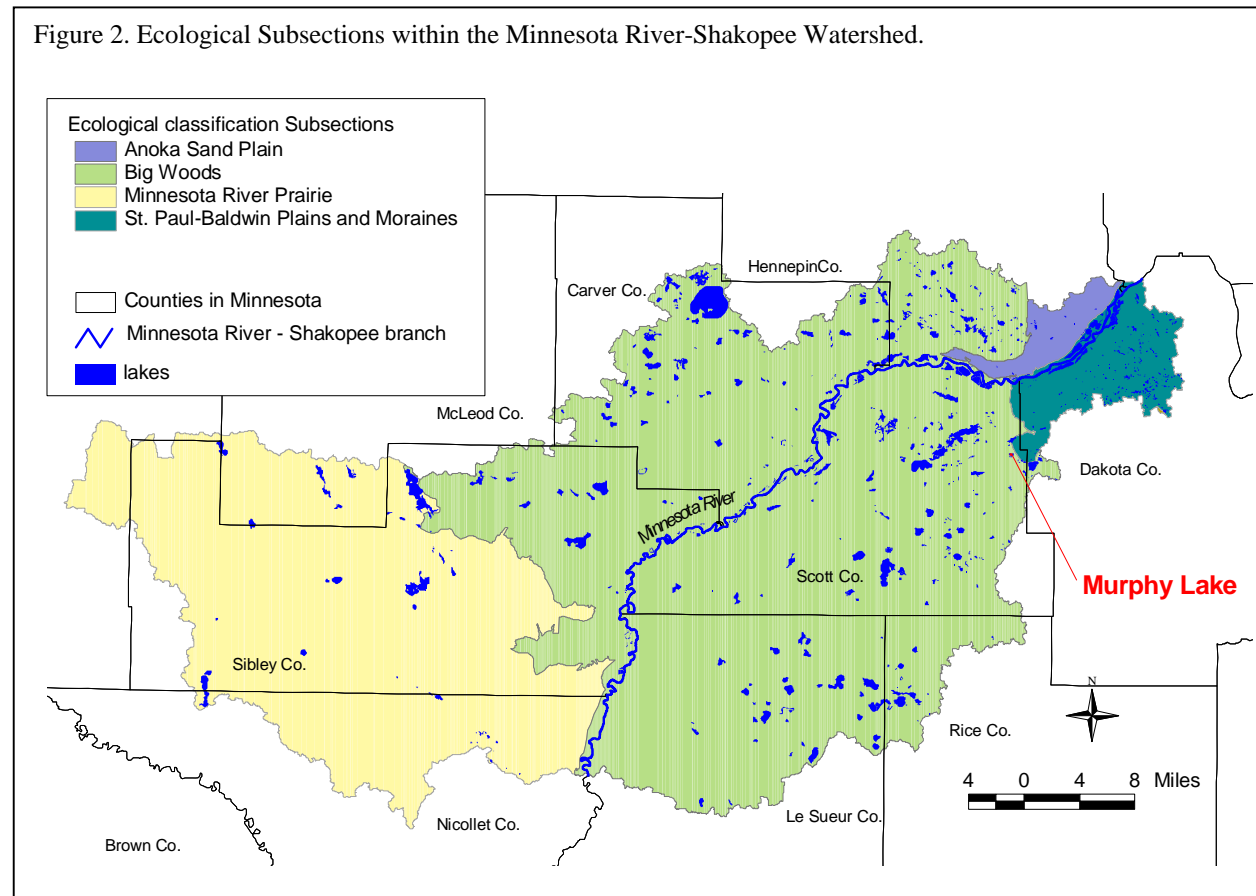 Figure 2. Ecological Subsections within the Minnesota River-Shakopee Watershed.
Ecological classification Subsections
Anoka Sand Plain
Big Woods
Minnesota River Prairie
St. Paul-Baldwin Plains and Moraines
Counties in Minnesota
Minnesota River - Shakopee branch
lakes
HennepinCo.
Carver Co.
McLeod Co.
Dakota Co.
Minnesota River
Scott Co.
Murphy Lake
Sibley Co.
N
Rice Co.
4 0 4 8 Miles
Le Sueur Co.
Nicollet Co.
Brown Co.